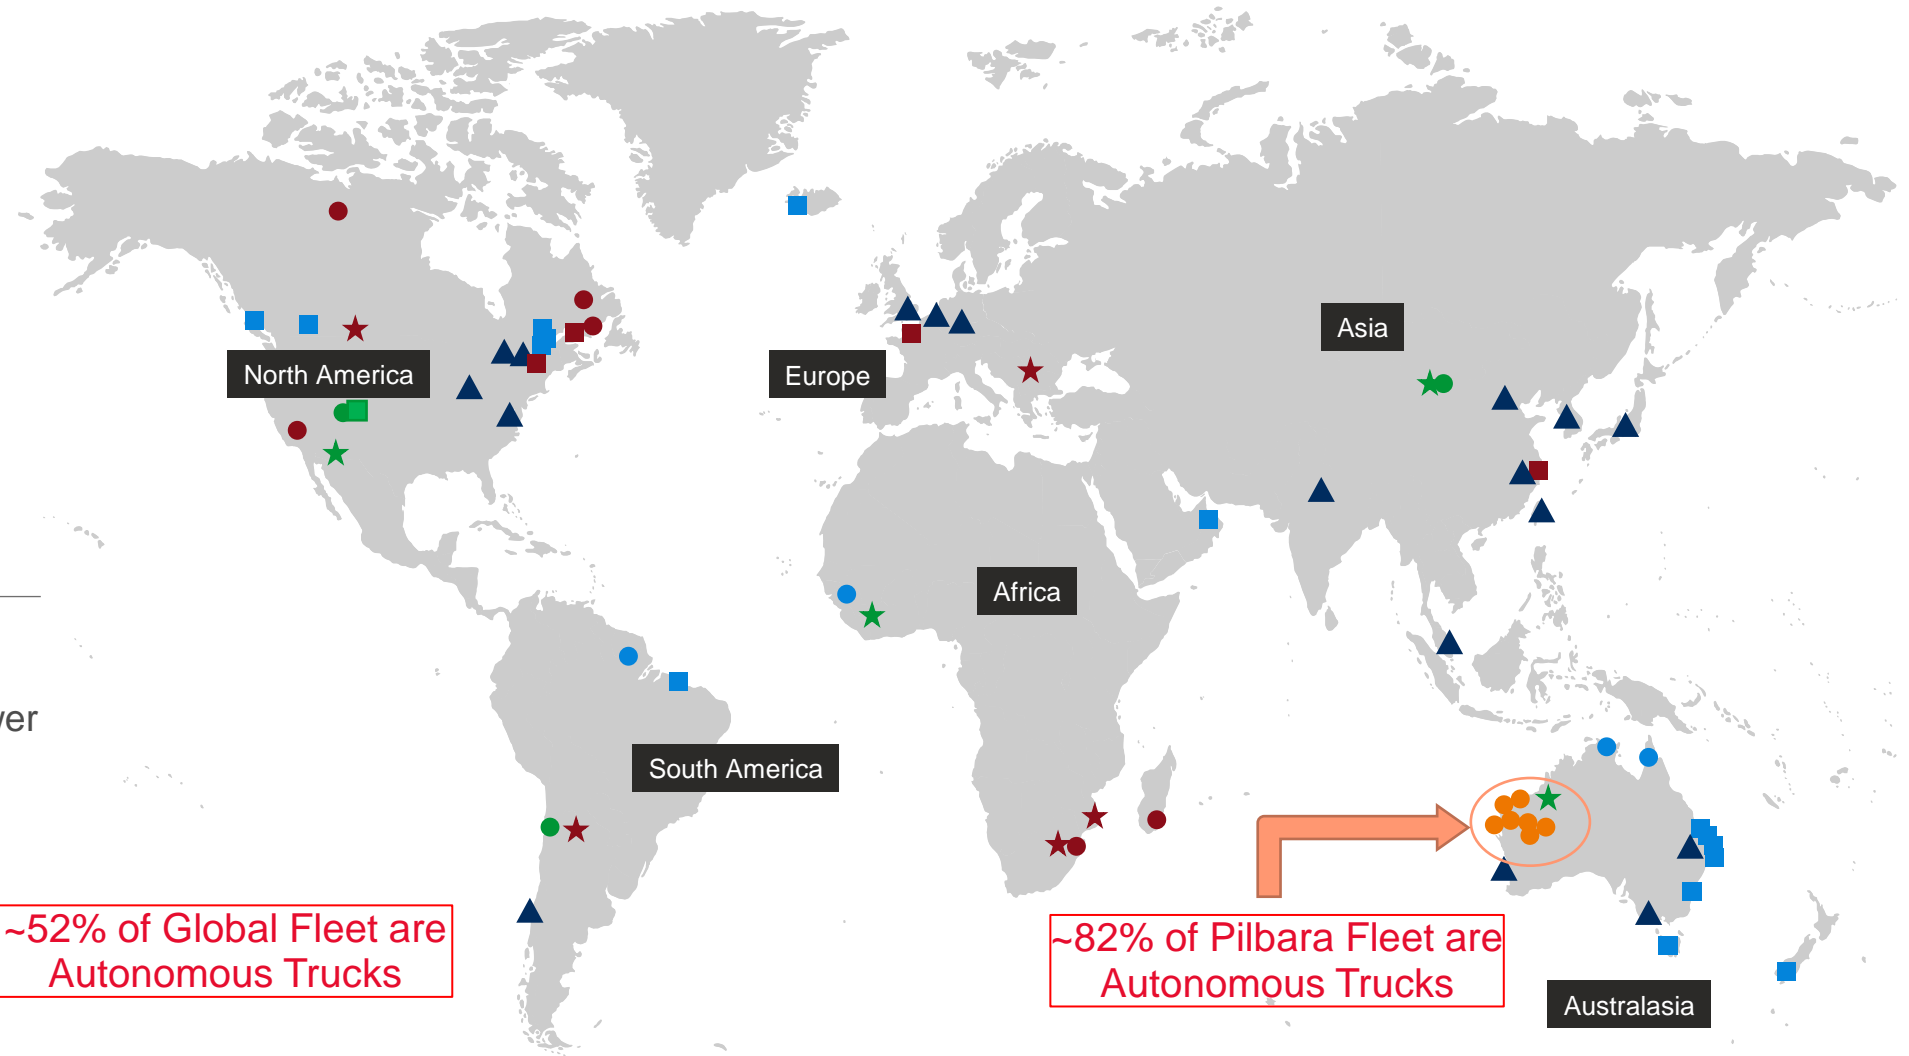 North America
Europe
Asia
Africa
South America
~52% of Global Fleet are
Autonomous Trucks
~82% of Pilbara Fleet are
Autonomous Trucks
Australasia